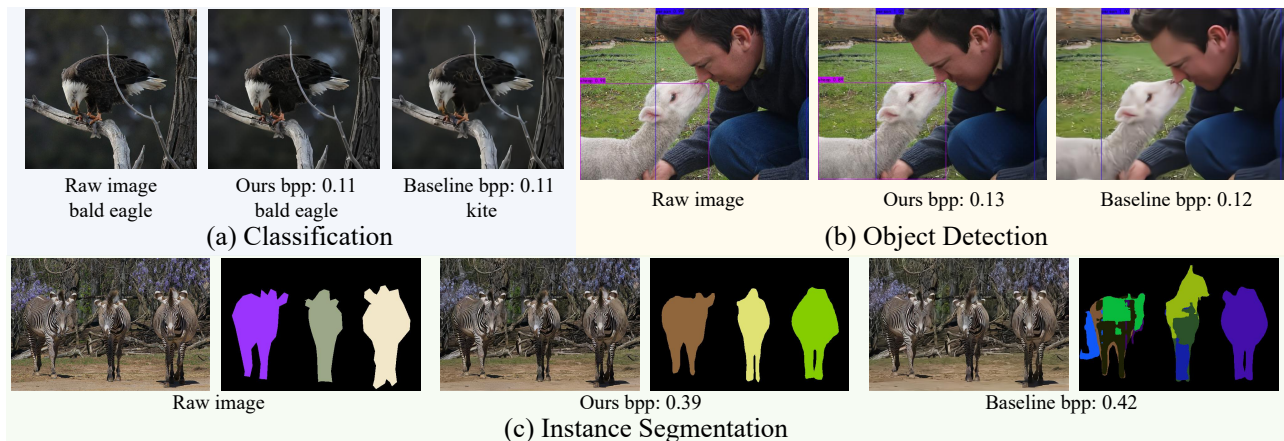 Raw image
bald eagle
Ours bpp: 0.11
bald eagle
Baseline bpp: 0.11
kite
(a) Classification
Raw image
Ours bpp: 0.13
Baseline bpp: 0.12
(b) Object Detection
Raw image
Ours bpp: 0.39
Baseline bpp: 0.42
(c) Instance Segmentation